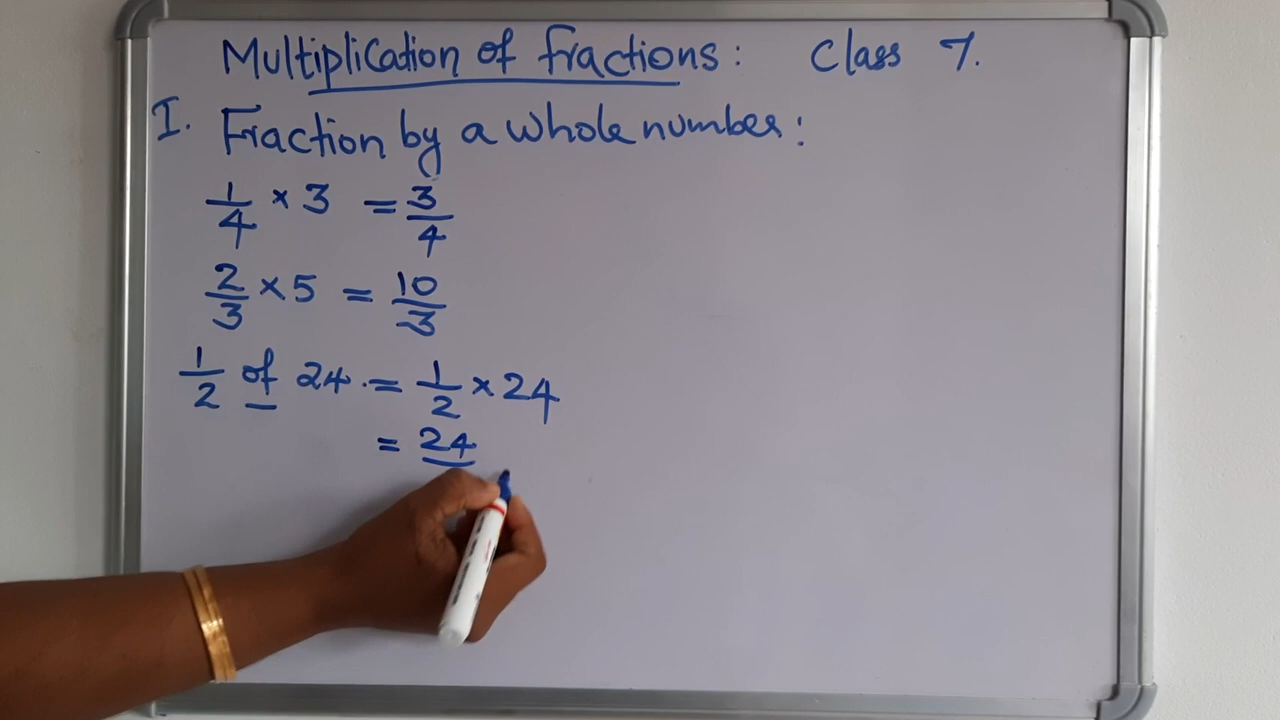 Multiplication of fractions: Class 7.
I. Fraction by a whole number:
1/4 × 3 = 3/4
2/3 × 5 = 10/3
1/2 of 24 = 1/2 × 24
= 24